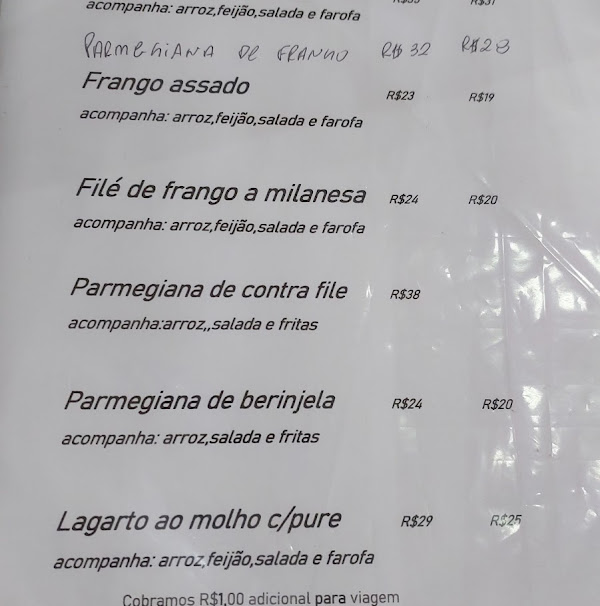 R$31
acompanha: arroz,feijão,salada e farofa
PARMEGIANA DE FRANGO R$ 32 R$28
Frango assado R$23 R$19
acompanha: arroz,feijão,salada e farofa
Filé de frango a milanesa R$24 R$20
acompanha: arroz,feijão,salada e farofa
Parmegiana de contra file R$38
acompanha:arroz,,salada e fritas
Parmegiana de berinjela R$24 R$20
acompanha: arroz,salada e fritas
Lagarto ao molho c/pure R$29 R$25
acompanha: arroz,feijão,salada e farofa
Cobramos R$1,00 adicional para viagem